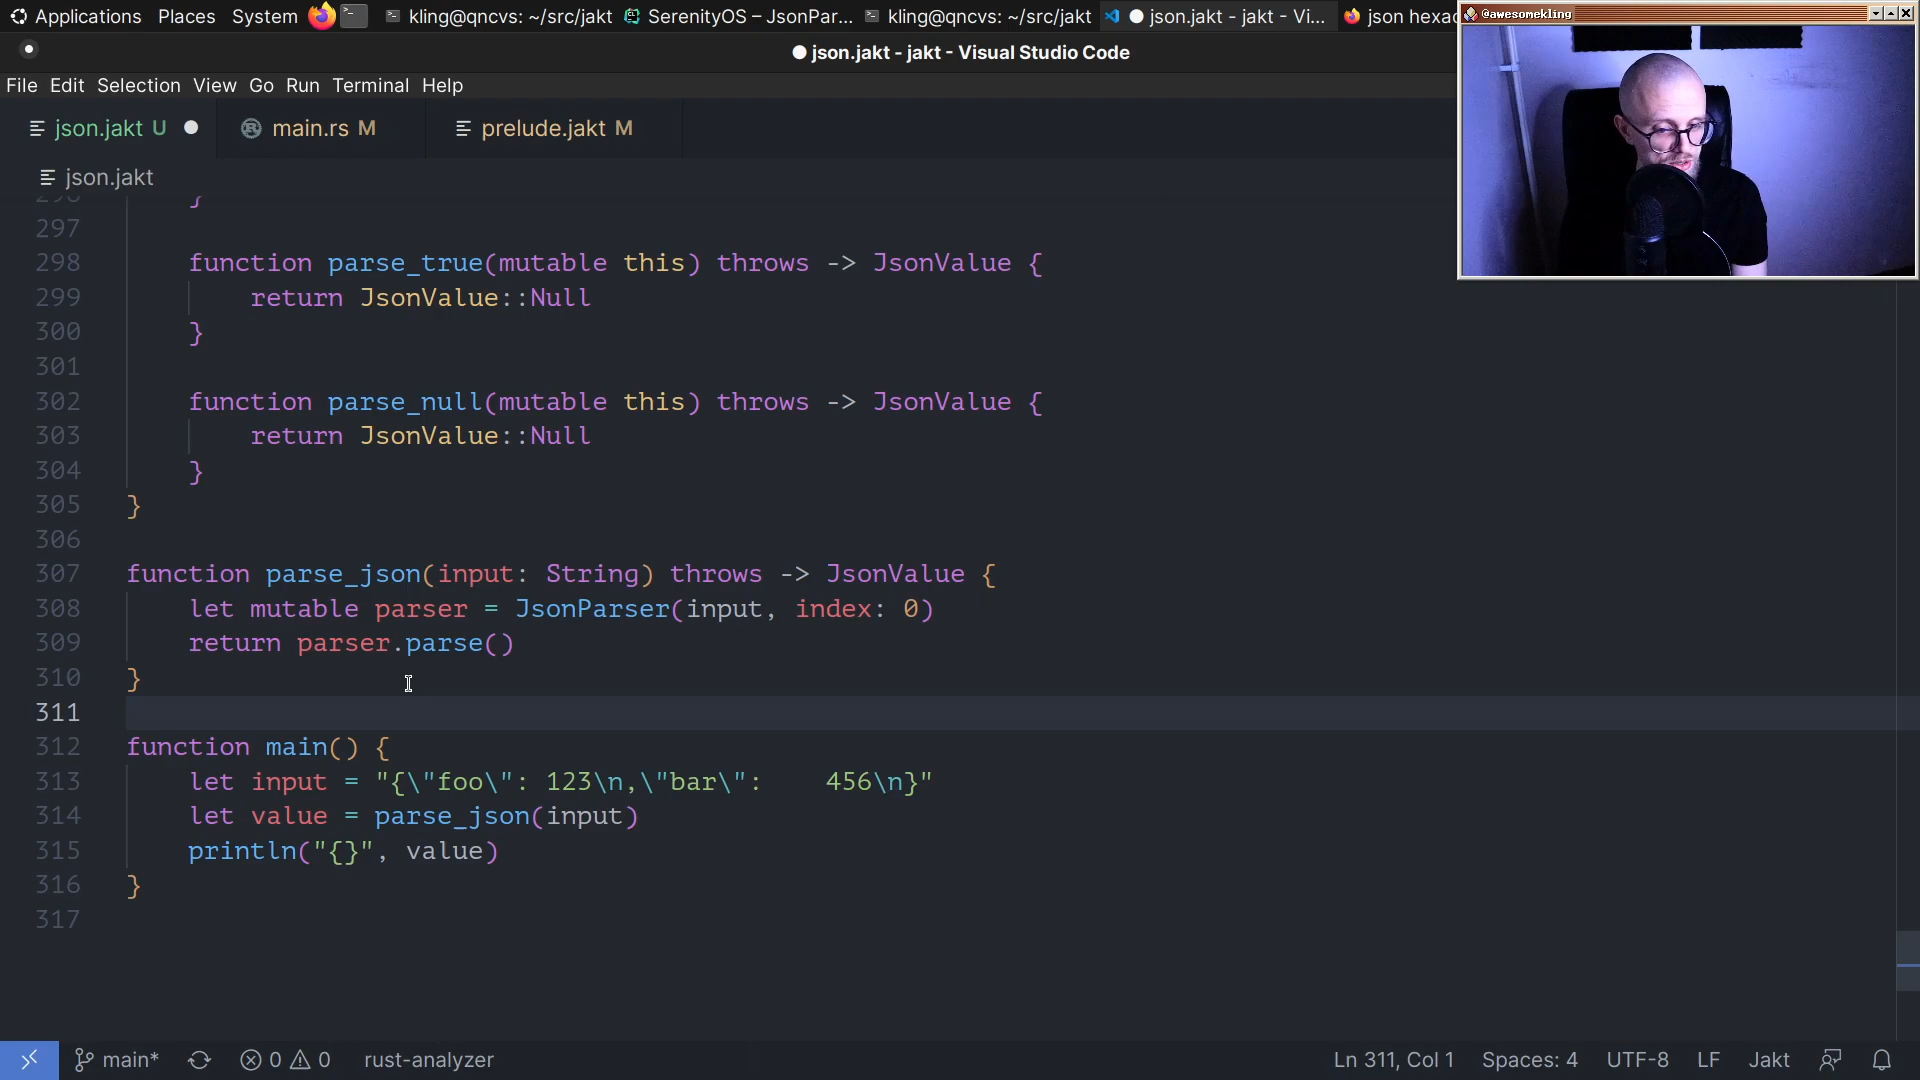 Applications Places System kling@qncvs: ~/src/jakt SerenityOS – JsonPar... kling@qncvs: ~/src/jakt json.jakt - jakt - Vi... json hexa
@awesomekling
json.jakt - jakt - Visual Studio Code
File Edit Selection View Go Run Terminal Help
json.jakt U main.rs M prelude.jakt M
json.jakt
296 }
297
298 function parse_true(mutable this) throws -> JsonValue {
299 return JsonValue::Null
300 }
301
302 function parse_null(mutable this) throws -> JsonValue {
303 return JsonValue::Null
304 }
305 }
306
307 function parse_json(input: String) throws -> JsonValue {
308 let mutable parser = JsonParser(input, index: 0)
309 return parser.parse()
310 }
311
312 function main() {
313 let input = "{\"foo\": 123\n,\"bar\":    456\n}"
314 let value = parse_json(input)
315 println("{}", value)
316 }
317
main* 0 0 rust-analyzer Ln 311, Col 1 Spaces: 4 UTF-8 LF Jakt